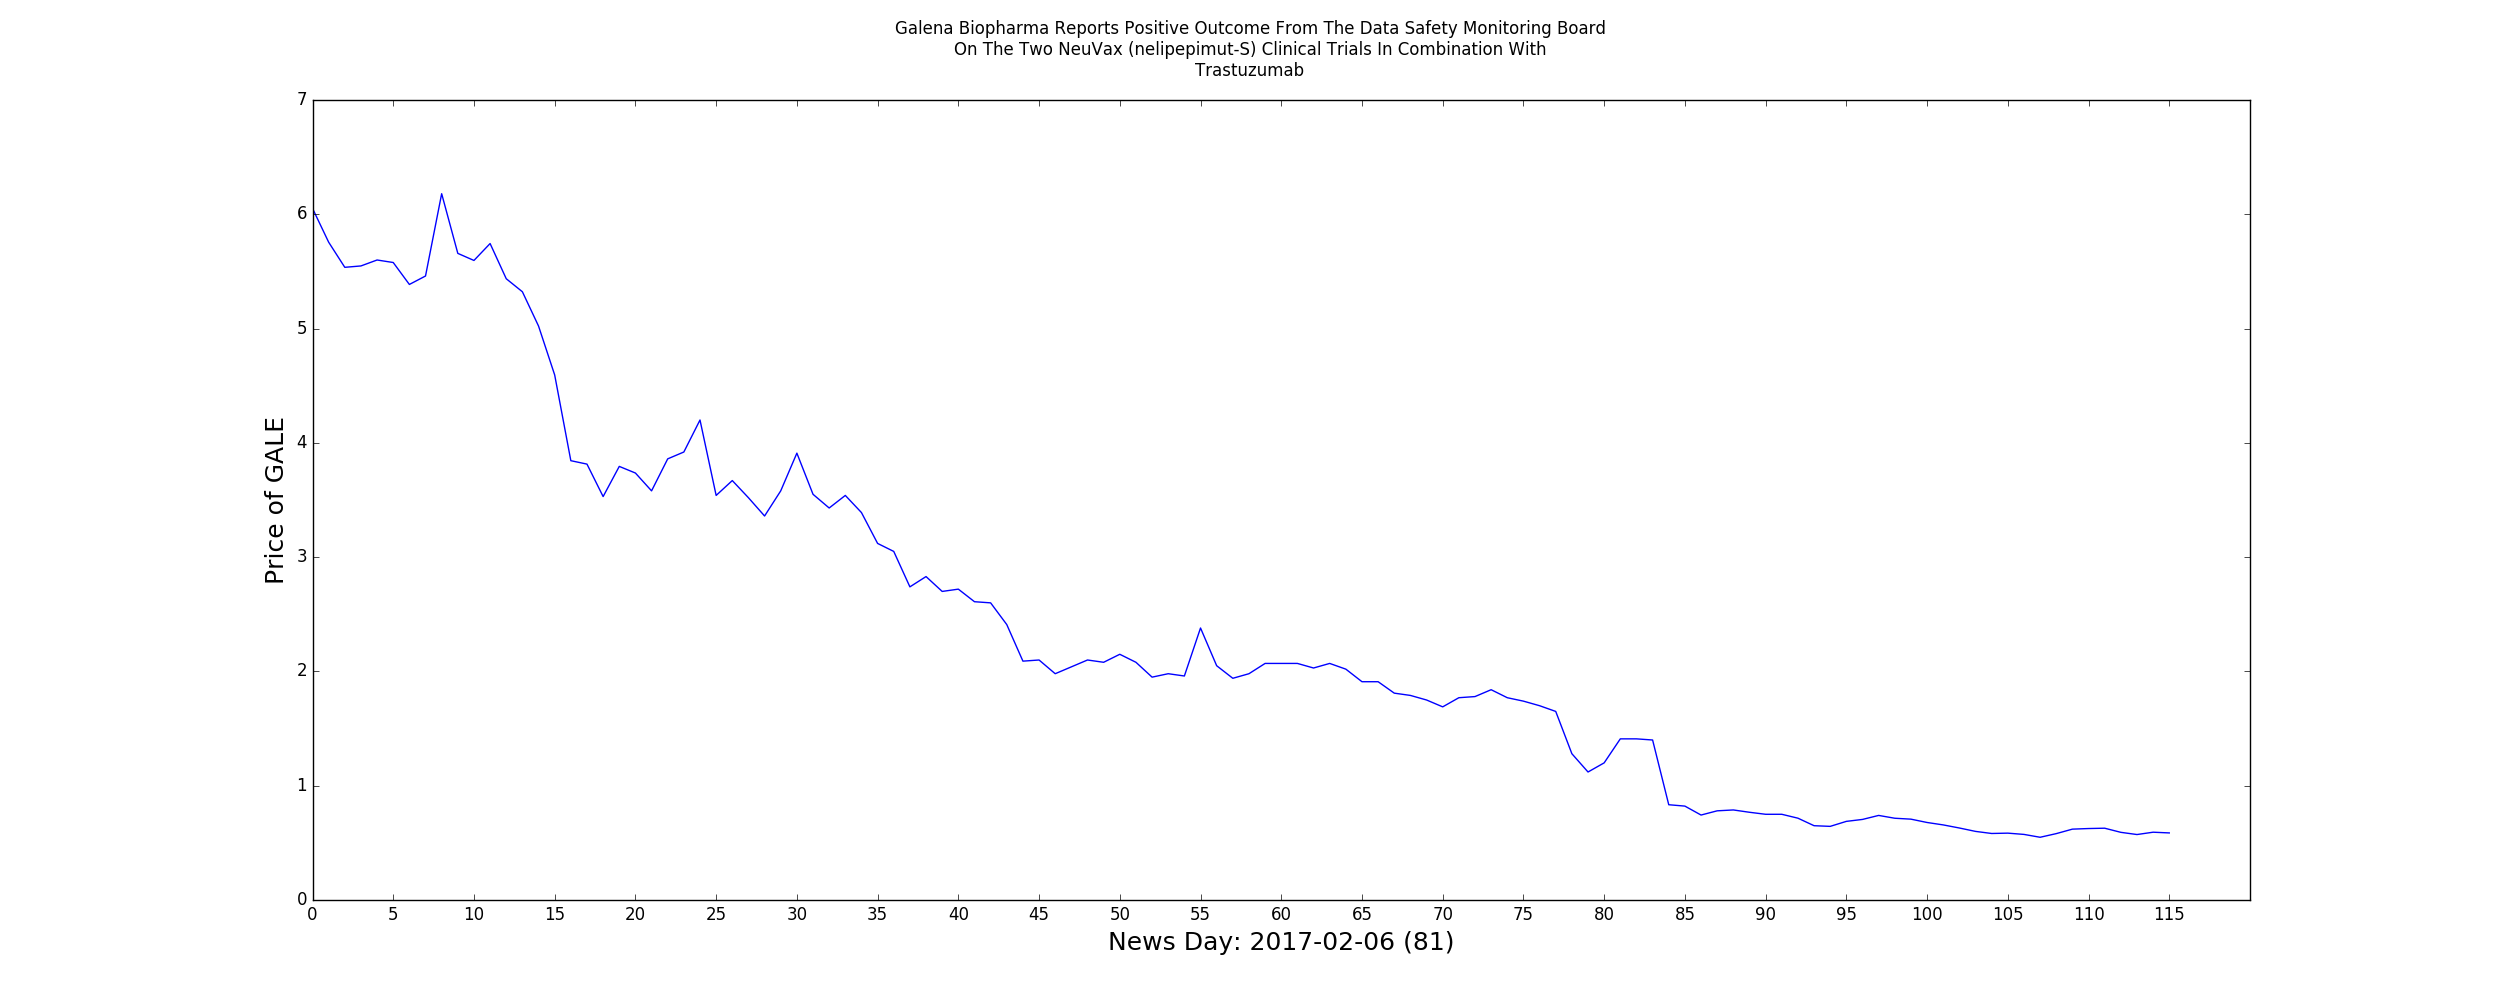 Galena Biopharma Reports Positive Outcome From The Data Safety Monitoring Board
On The Two NeuVax (nelipepimut-S) Clinical Trials In Combination With
Trastuzumab
7
6
5
4
3
2
1
0
Price of GALE
0 5 10 15 20 25 30 35 40 45 50 55 60 65 70 75 80 85 90 95 100 105 110 115
News Day: 2017-02-06 (81)